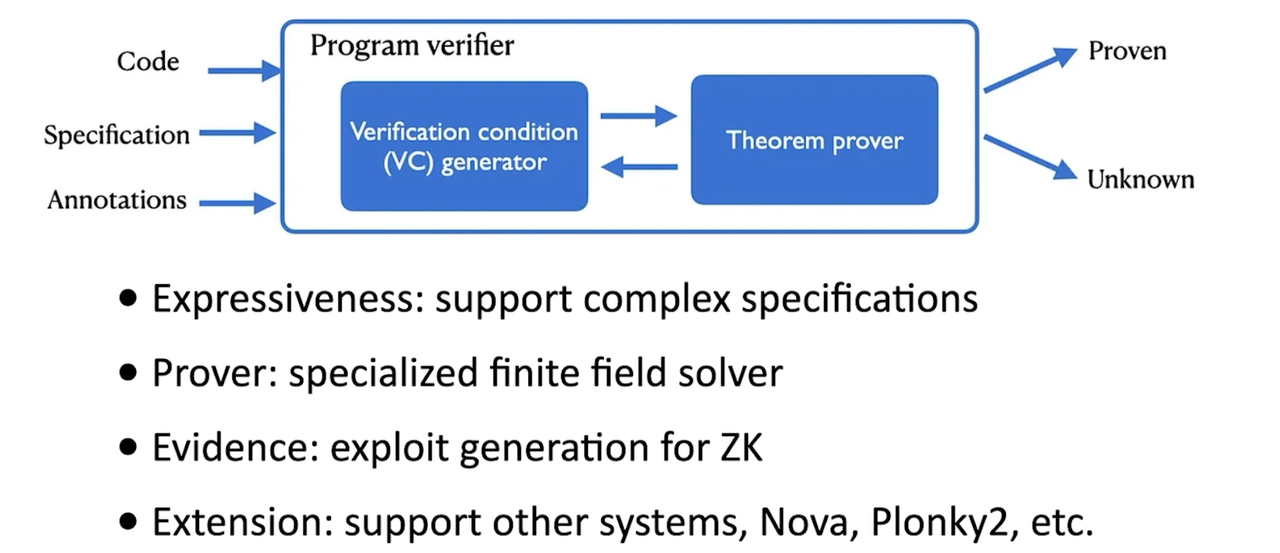 Program verifier
Code
Specification
Annotations
Verification condition
(VC) generator
Theorem prover
Proven
Unknown
• Expressiveness: support complex specifications
• Prover: specialized finite field solver
• Evidence: exploit generation for ZK
• Extension: support other systems, Nova, Plonky2, etc.